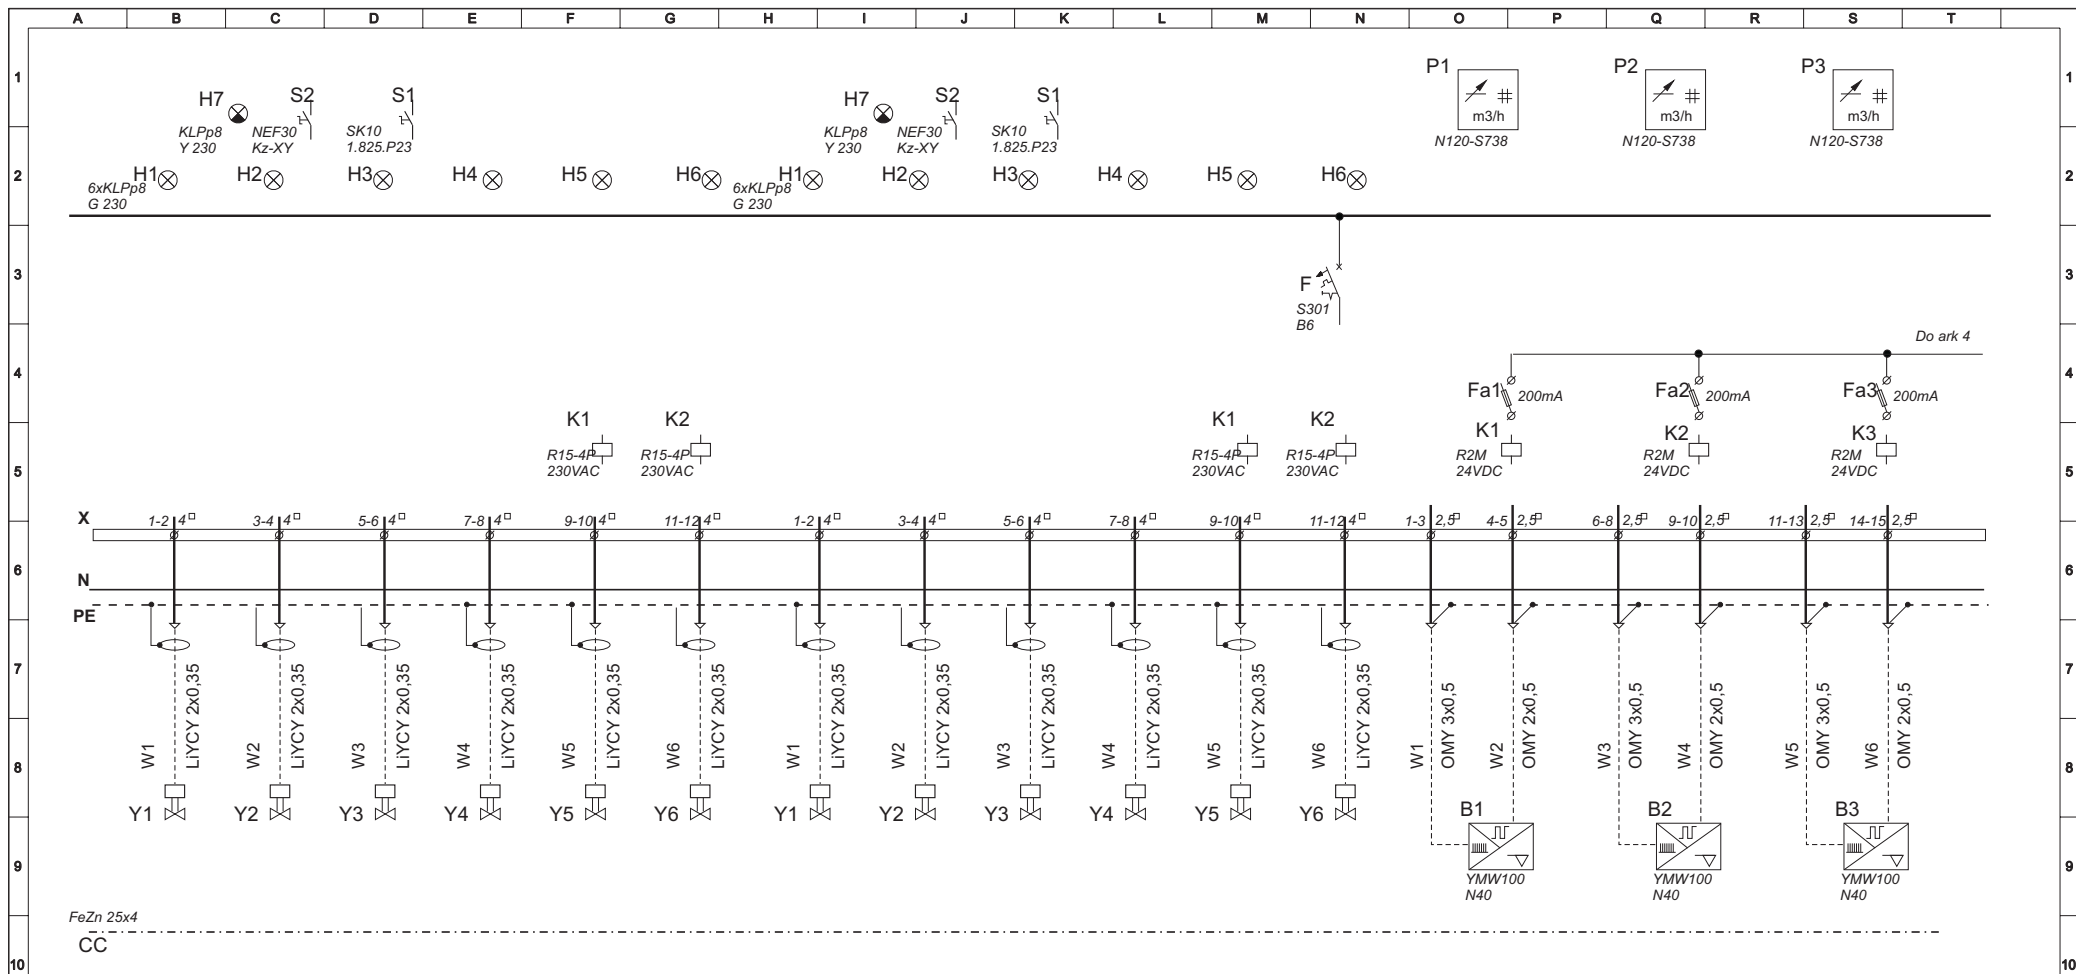 A B C D E F G H I J K L M N O P Q R S T
1 1
H7 S2 S1 H7 S2 S1 P1 P2 P3
m3/h m3/h m3/h
KLPp8 NEF30 SK10 KLPp8 NEF30 SK10
Y 230 Kz-XY 1.825.P23 Y 230 Kz-XY 1.825.P23 N120-S738 N120-S738 N120-S738
2 H1 H2 H3 H4 H5 H6 H1 H2 H3 H4 H5 H6 2
6xKLPp8 6xKLPp8
G 230 G 230
3 F 3
S301
B6
Do ark 4
4 4
Fa1 200mA Fa2 200mA Fa3 200mA
K1 K2 K1 K2 K1 K2 K3
R15-4P R15-4P R15-4P R15-4P R2M R2M R2M
230VAC 230VAC 230VAC 230VAC 24VDC 24VDC 24VDC
5 5
X 1-2 4 3-4 4 5-6 4 7-8 4 9-10 4 11-12 4 1-2 4 3-4 4 5-6 4 7-8 4 9-10 4 11-12 4 1-3 2,5 4-5 2,5 6-8 2,5 9-10 2,5 11-13 2,5 14-15 2,5
6 6
N
PE
7 7
W1 LiYCY 2x0,35
W2 LiYCY 2x0,35
W3 LiYCY 2x0,35
W4 LiYCY 2x0,35
W5 LiYCY 2x0,35
W6 LiYCY 2x0,35
W1 LiYCY 2x0,35
W2 LiYCY 2x0,35
W3 LiYCY 2x0,35
W4 LiYCY 2x0,35
W5 LiYCY 2x0,35
W6 LiYCY 2x0,35
W1 OMY 3x0,5
W2 OMY 2x0,5
W3 OMY 3x0,5
W4 OMY 2x0,5
W5 OMY 3x0,5
W6 OMY 2x0,5
8 8
Y1 Y2 Y3 Y4 Y5 Y6 Y1 Y2 Y3 Y4 Y5 Y6 B1 B2 B3
9 9
YMW100 YMW100 YMW100
N40 N40 N40
FeZn 25x4
CC
10 10